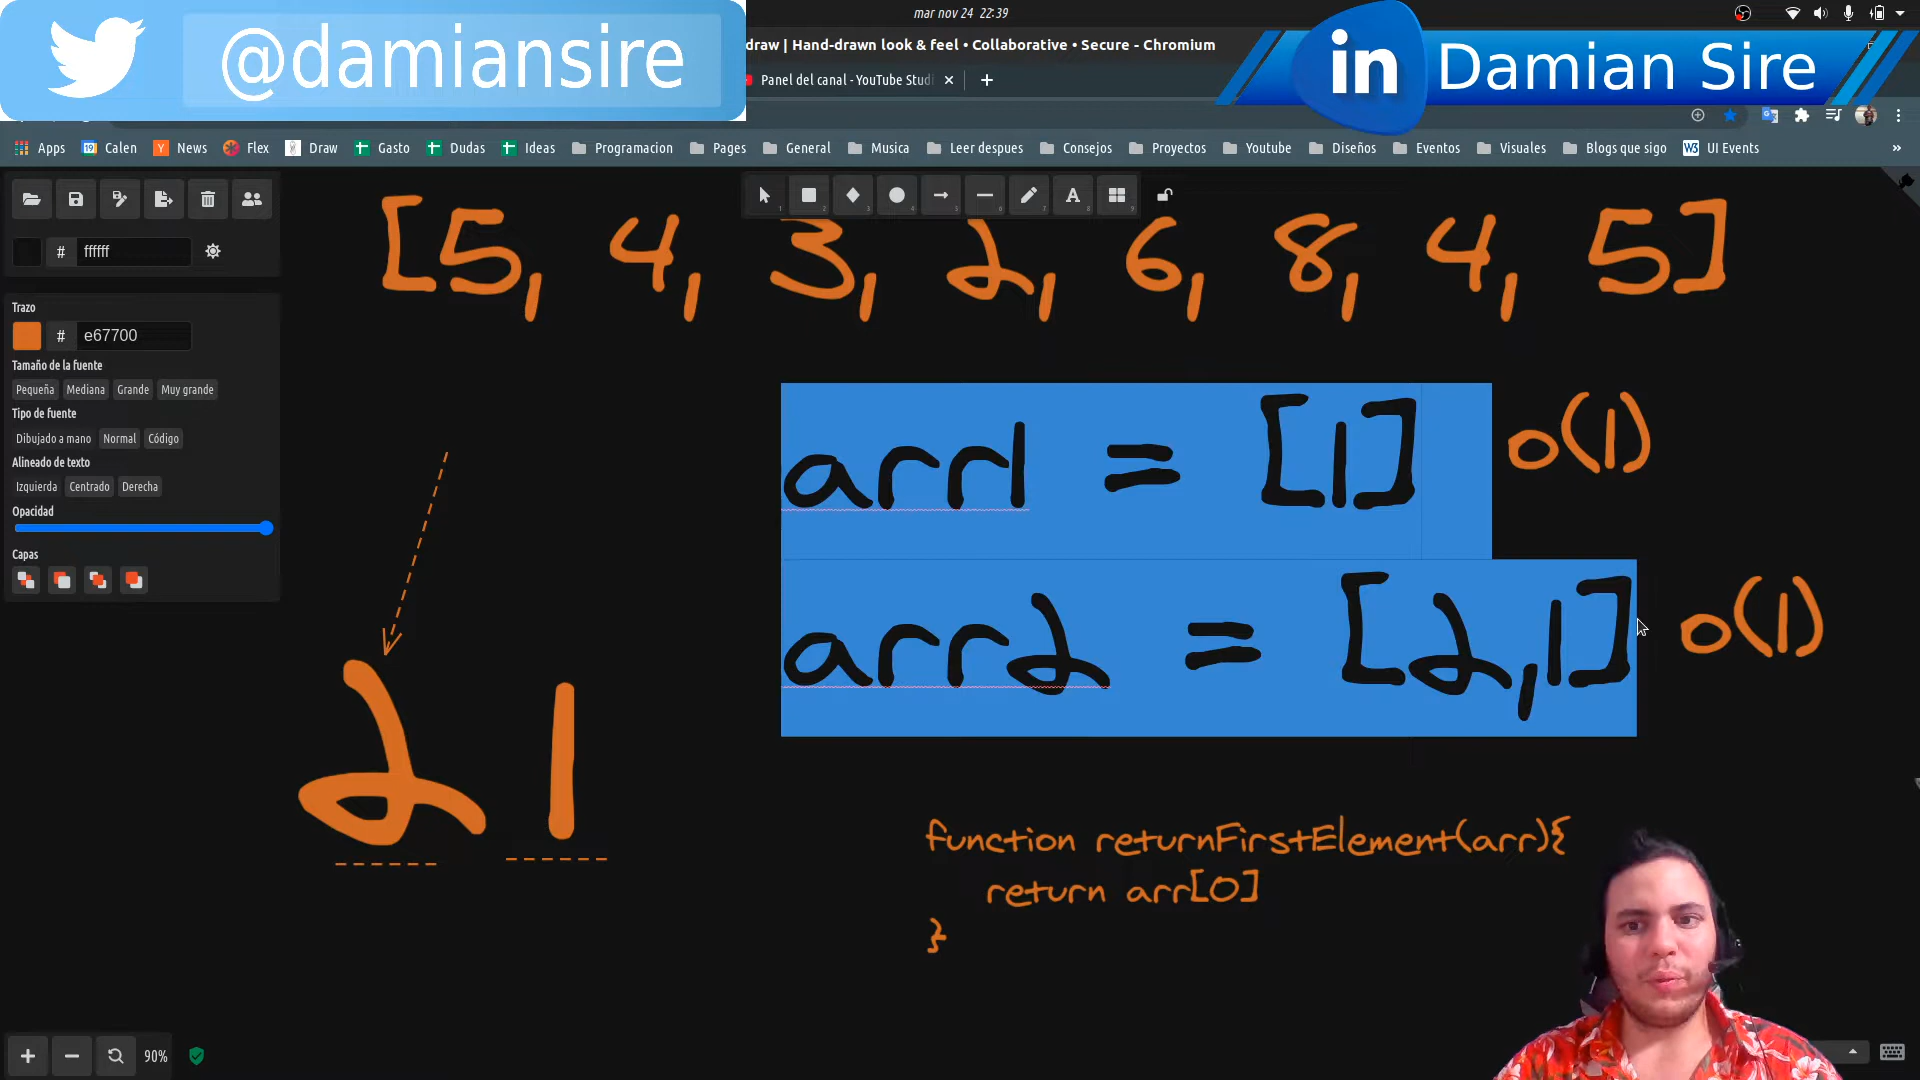 @damiansire
mar nov 24 22:39
draw | Hand-drawn look & feel • Collaborative • Secure - Chromium
in Damian Sire
Panel del canal - YouTube Studi
Apps Calen News Flex Draw Gasto Dudas Ideas Programacion Pages General Musica Leer despues Consejos Proyectos Youtube Diseños Eventos Visuales Blogs que sigo UI Events »
[5, 4, 3, 2, 6, 8, 4, 5]
# ffffff
Trazo
# e67700
Tamaño de la fuente
Pequeña Mediana Grande Muy grande
Tipo de fuente
Dibujado a mano Normal Código
Alineado de texto
Izquierda Centrado Derecha
Opacidad
Capas
arr1 = [1] o(1)
arr2 = [2,1] o(1)
2 1
function returnFirstElement(arr){
return arr[0]
}
90%